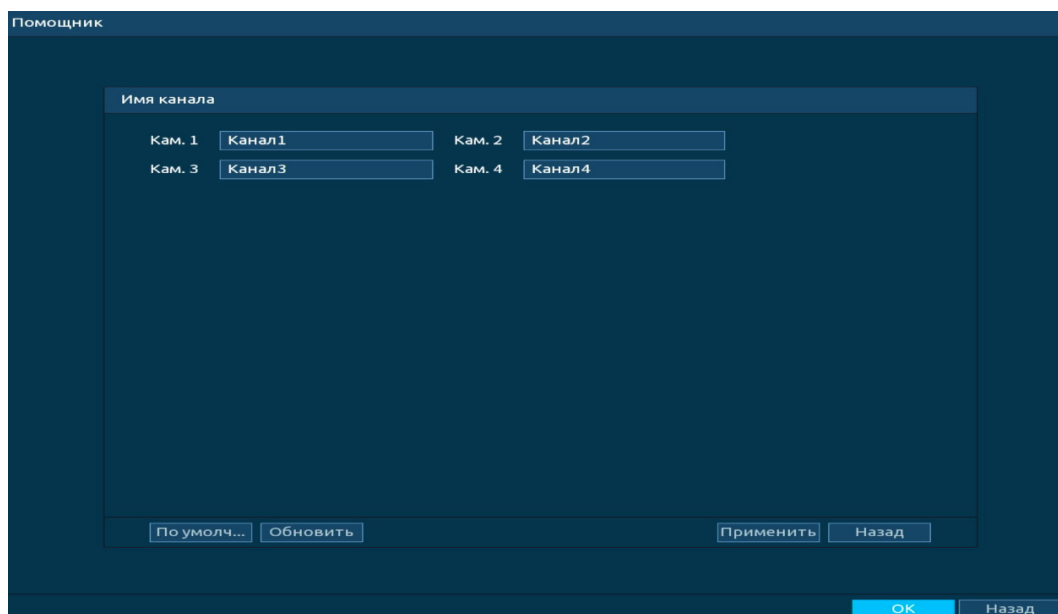 Помощник
Имя канала
Кам. 1 Канал1 Кам. 2 Канал2
Кам. 3 Канал3 Кам. 4 Канал4
По умолч... Обновить Применить Назад
OK Назад